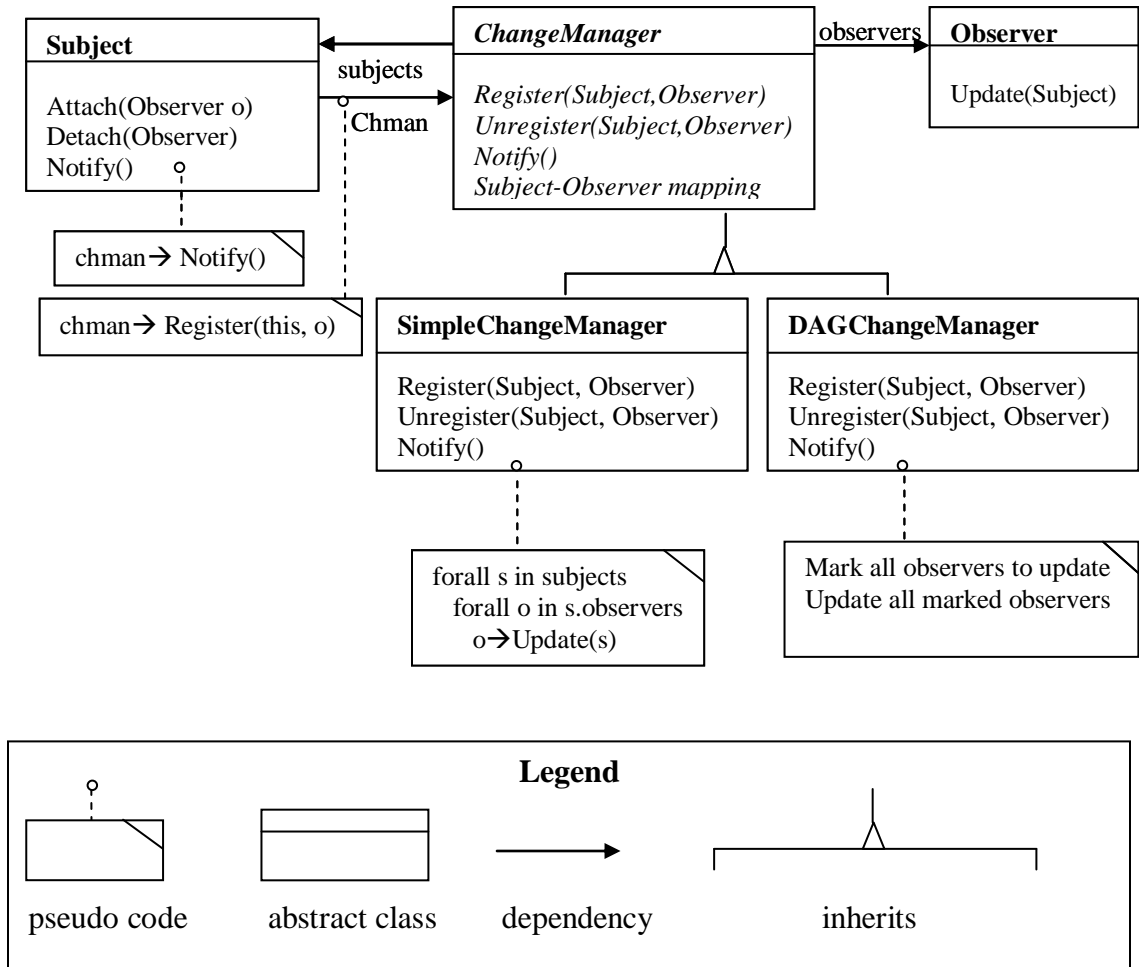 Subject
Attach(Observer o)
Detach(Observer)
Notify()
subjects
Chman
ChangeManager
Register(Subject,Observer)
Unregister(Subject,Observer)
Notify()
Subject-Observer mapping
observers
Observer
Update(Subject)
chman→ Notify()
chman→ Register(this, o)
SimpleChangeManager
Register(Subject, Observer)
Unregister(Subject, Observer)
Notify()
DAGChangeManager
Register(Subject, Observer)
Unregister(Subject, Observer)
Notify()
forall s in subjects
forall o in s.observers
o→Update(s)
Mark all observers to update
Update all marked observers
Legend
pseudo code
abstract class
dependency
inherits